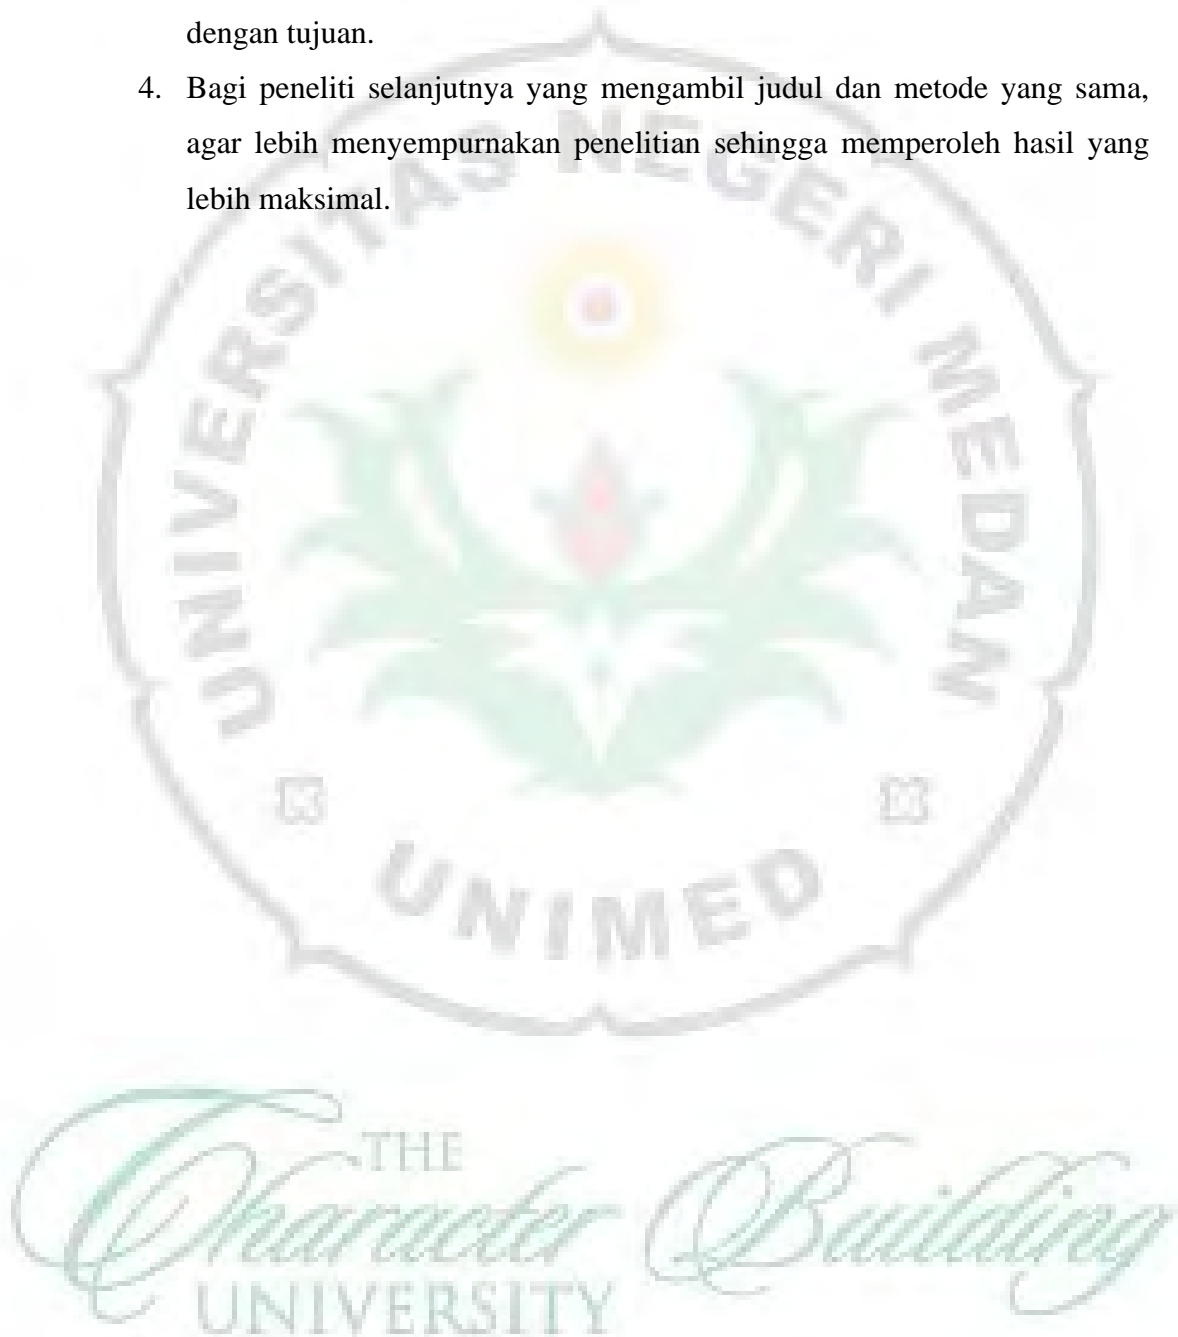 dengan tujuan.
4. Bagi peneliti selanjutnya yang mengambil judul dan metode yang sama,
agar lebih menyempurnakan penelitian sehingga memperoleh hasil yang
lebih maksimal.
UNIVERSITAS NEGERI MEDAN
UNIMED
THE
Character Building
UNIVERSITY